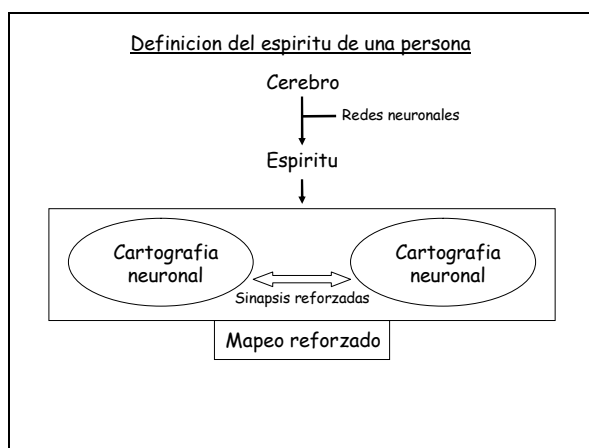 Definicion del espiritu de una persona
Cerebro
Redes neuronales
Espiritu
Cartografia
neuronal
Cartografia
neuronal
Sinapsis reforzadas
Mapeo reforzado